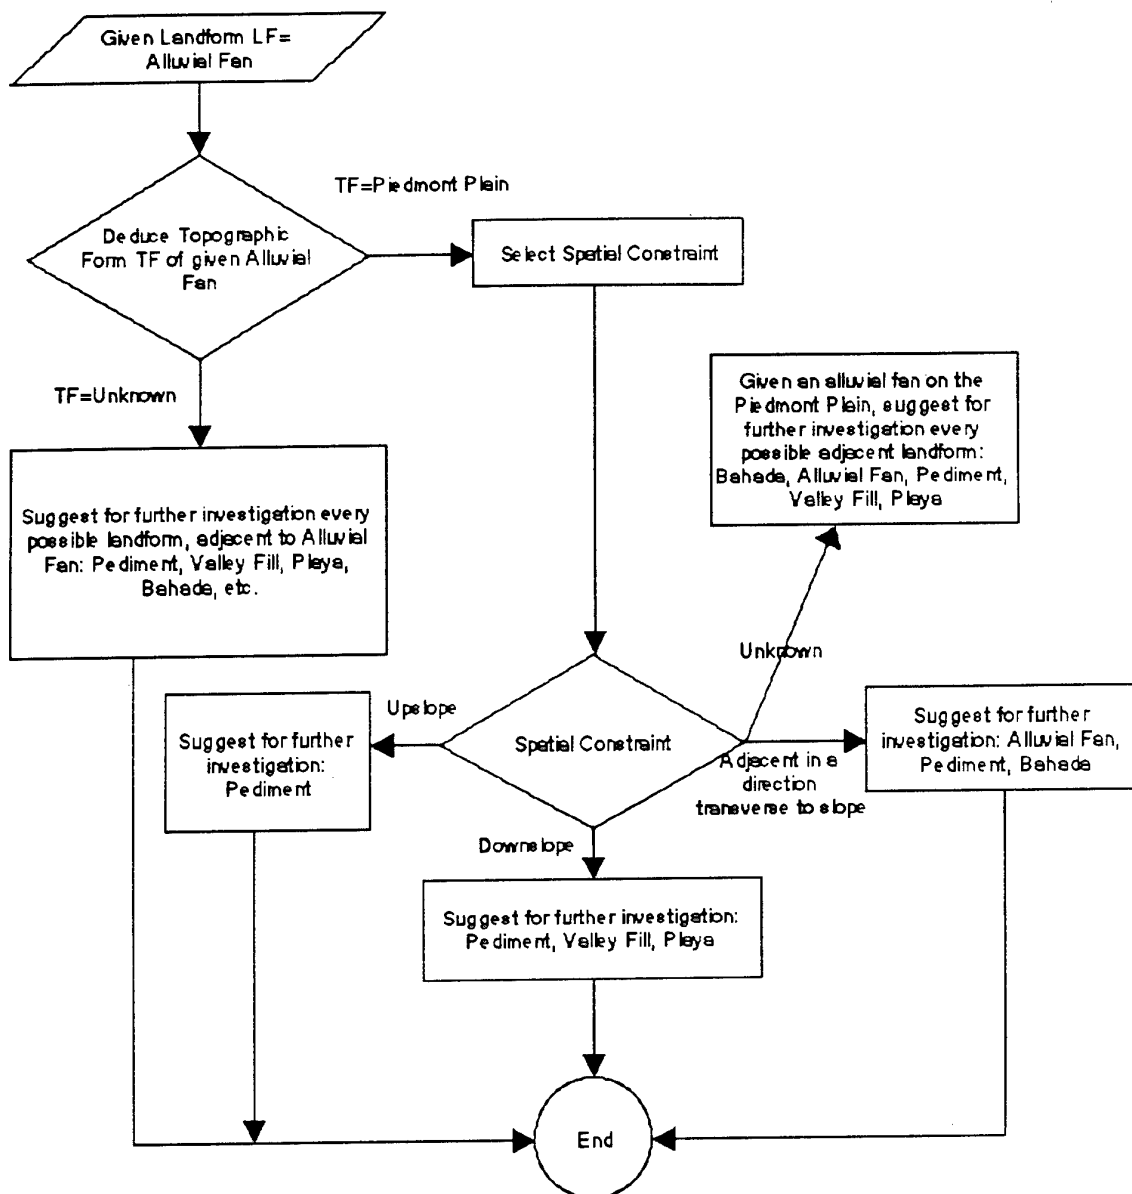 Given Landform LF=
Alluvial Fan
TF=Piedmont Plain
Deduce Topographic
Form TF of given Alluvial
Fan
Select Spatial Constraint
TF=Unknown
Given an alluvial fan on the
Piedmont Plain, suggest for
further investigation every
possible adjacent landform:
Bahada, Alluvial Fan, Pediment,
Valley Fill, Playa
Suggest for further investigation every
possible landform, adjacent to Alluvial
Fan: Pediment, Valley Fill, Playa,
Bahada, etc.
Unknown
Upslope
Suggest for further
investigation:
Pediment
Spatial Constraint
Suggest for further
investigation: Alluvial Fan,
Pediment, Bahada
Adjacent in a
direction
transverse to slope
Downslope
Suggest for further investigation:
Pediment, Valley Fill, Playa
End